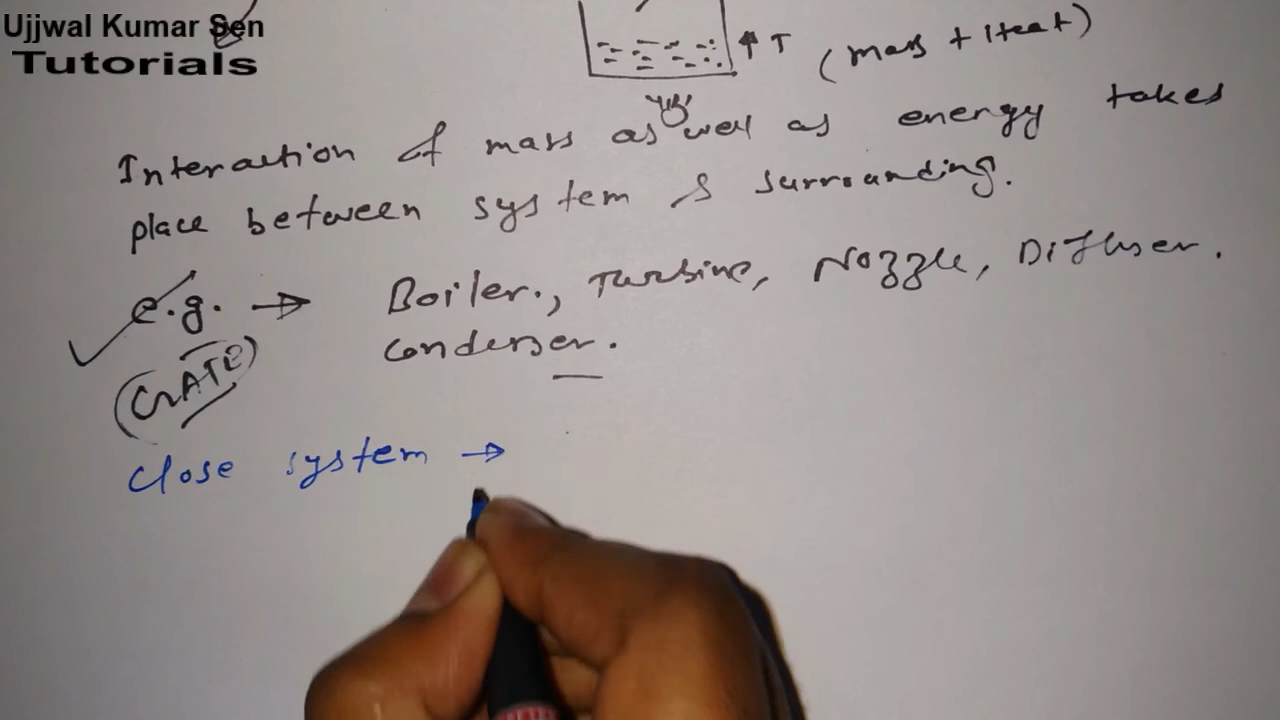 Ujjwal Kumar Sen
Tutorials
↑ T (mass + Heat)
Interaction of mass as well as energy takes
place between system & surrounding.
e.g. → Boiler., Turbine, Nozzle, Diffuser.
condenser.
(GATE)
Close system →